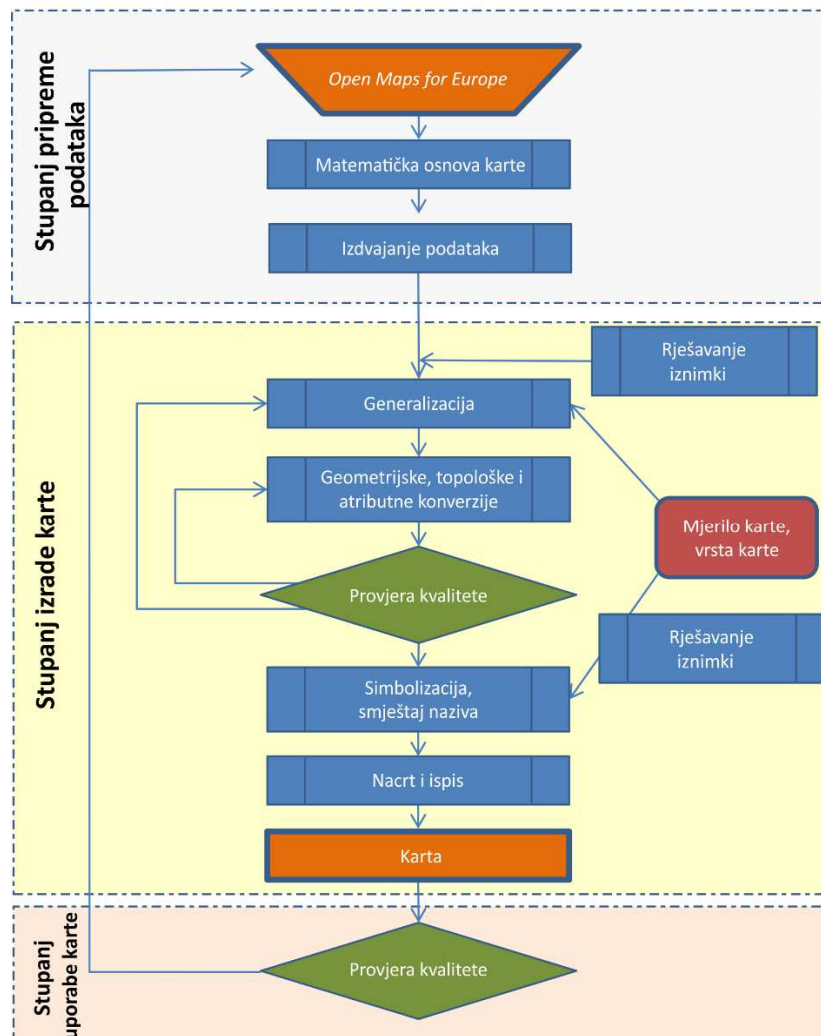 Stupanj pripreme
podataka
Open Maps for Europe
Matematička osnova karte
Izdvajanje podataka
Stupanj izrade karte
Rješavanje
iznimki
Generalizacija
Geometrijske, topološke i
atributne konverzije
Mjerilo karte,
vrsta karte
Provjera kvalitete
Rješavanje
iznimki
Simbolizacija,
smještaj naziva
Nacrt i ispis
Karta
Stupanj
uporabe karte
Provjera kvalitete